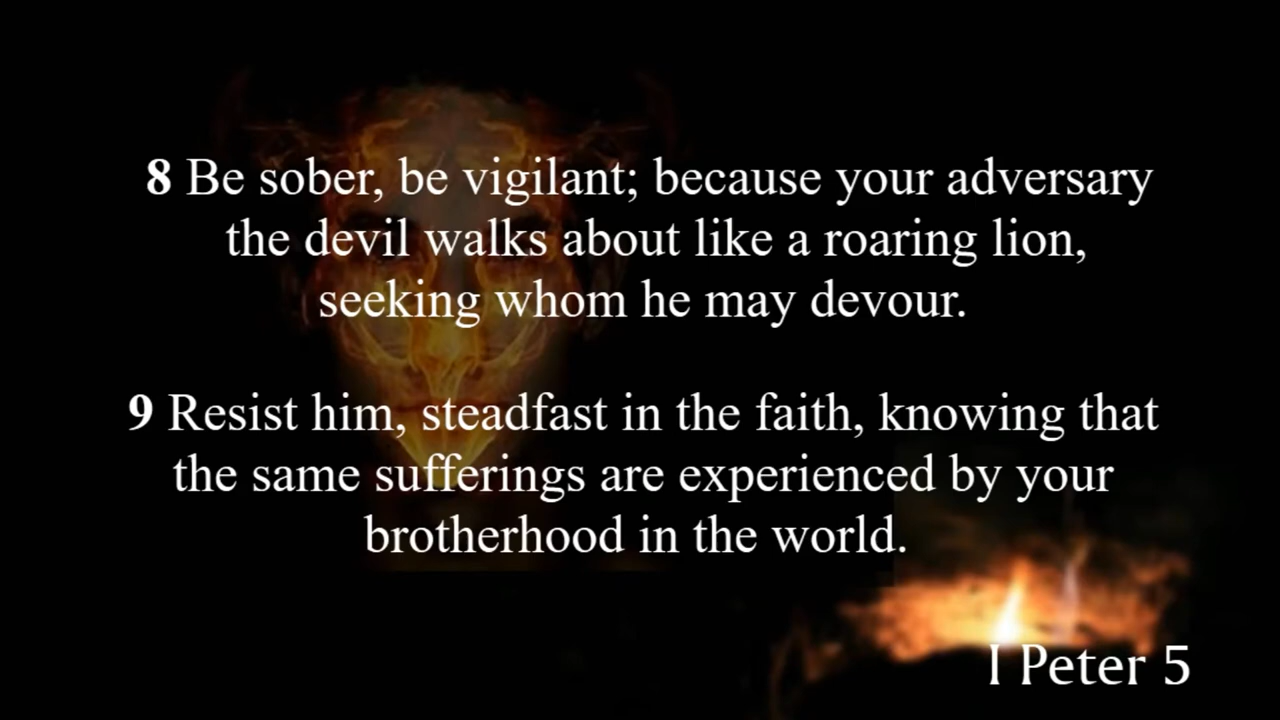 8 Be sober, be vigilant; because your adversary
the devil walks about like a roaring lion,
seeking whom he may devour.
9 Resist him, steadfast in the faith, knowing that
the same sufferings are experienced by your
brotherhood in the world.
I Peter 5